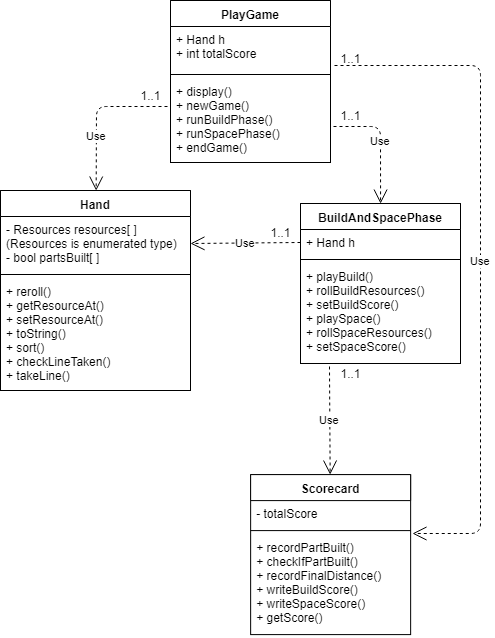 PlayGame
+ Hand h
+ int totalScore
+ display()
+ newGame()
+ runBuildPhase()
+ runSpacePhase()
+ endGame()
1..1
1..1
1..1
Use
Use
Hand
- Resources resources[ ]
(Resources is enumerated type)
- bool partsBuilt[ ]
+ reroll()
+ getResourceAt()
+ setResourceAt()
+ toString()
+ sort()
+ checkLineTaken()
+ takeLine()
1..1
Use
BuildAndSpacePhase
+ Hand h
+ playBuild()
+ rollBuildResources()
+ setBuildScore()
+ playSpace()
+ rollSpaceResources()
+ setSpaceScore()
Use
1..1
Use
Scorecard
- totalScore
+ recordPartBuilt()
+ checkIfPartBuilt()
+ recordFinalDistance()
+ writeBuildScore()
+ writeSpaceScore()
+ getScore()